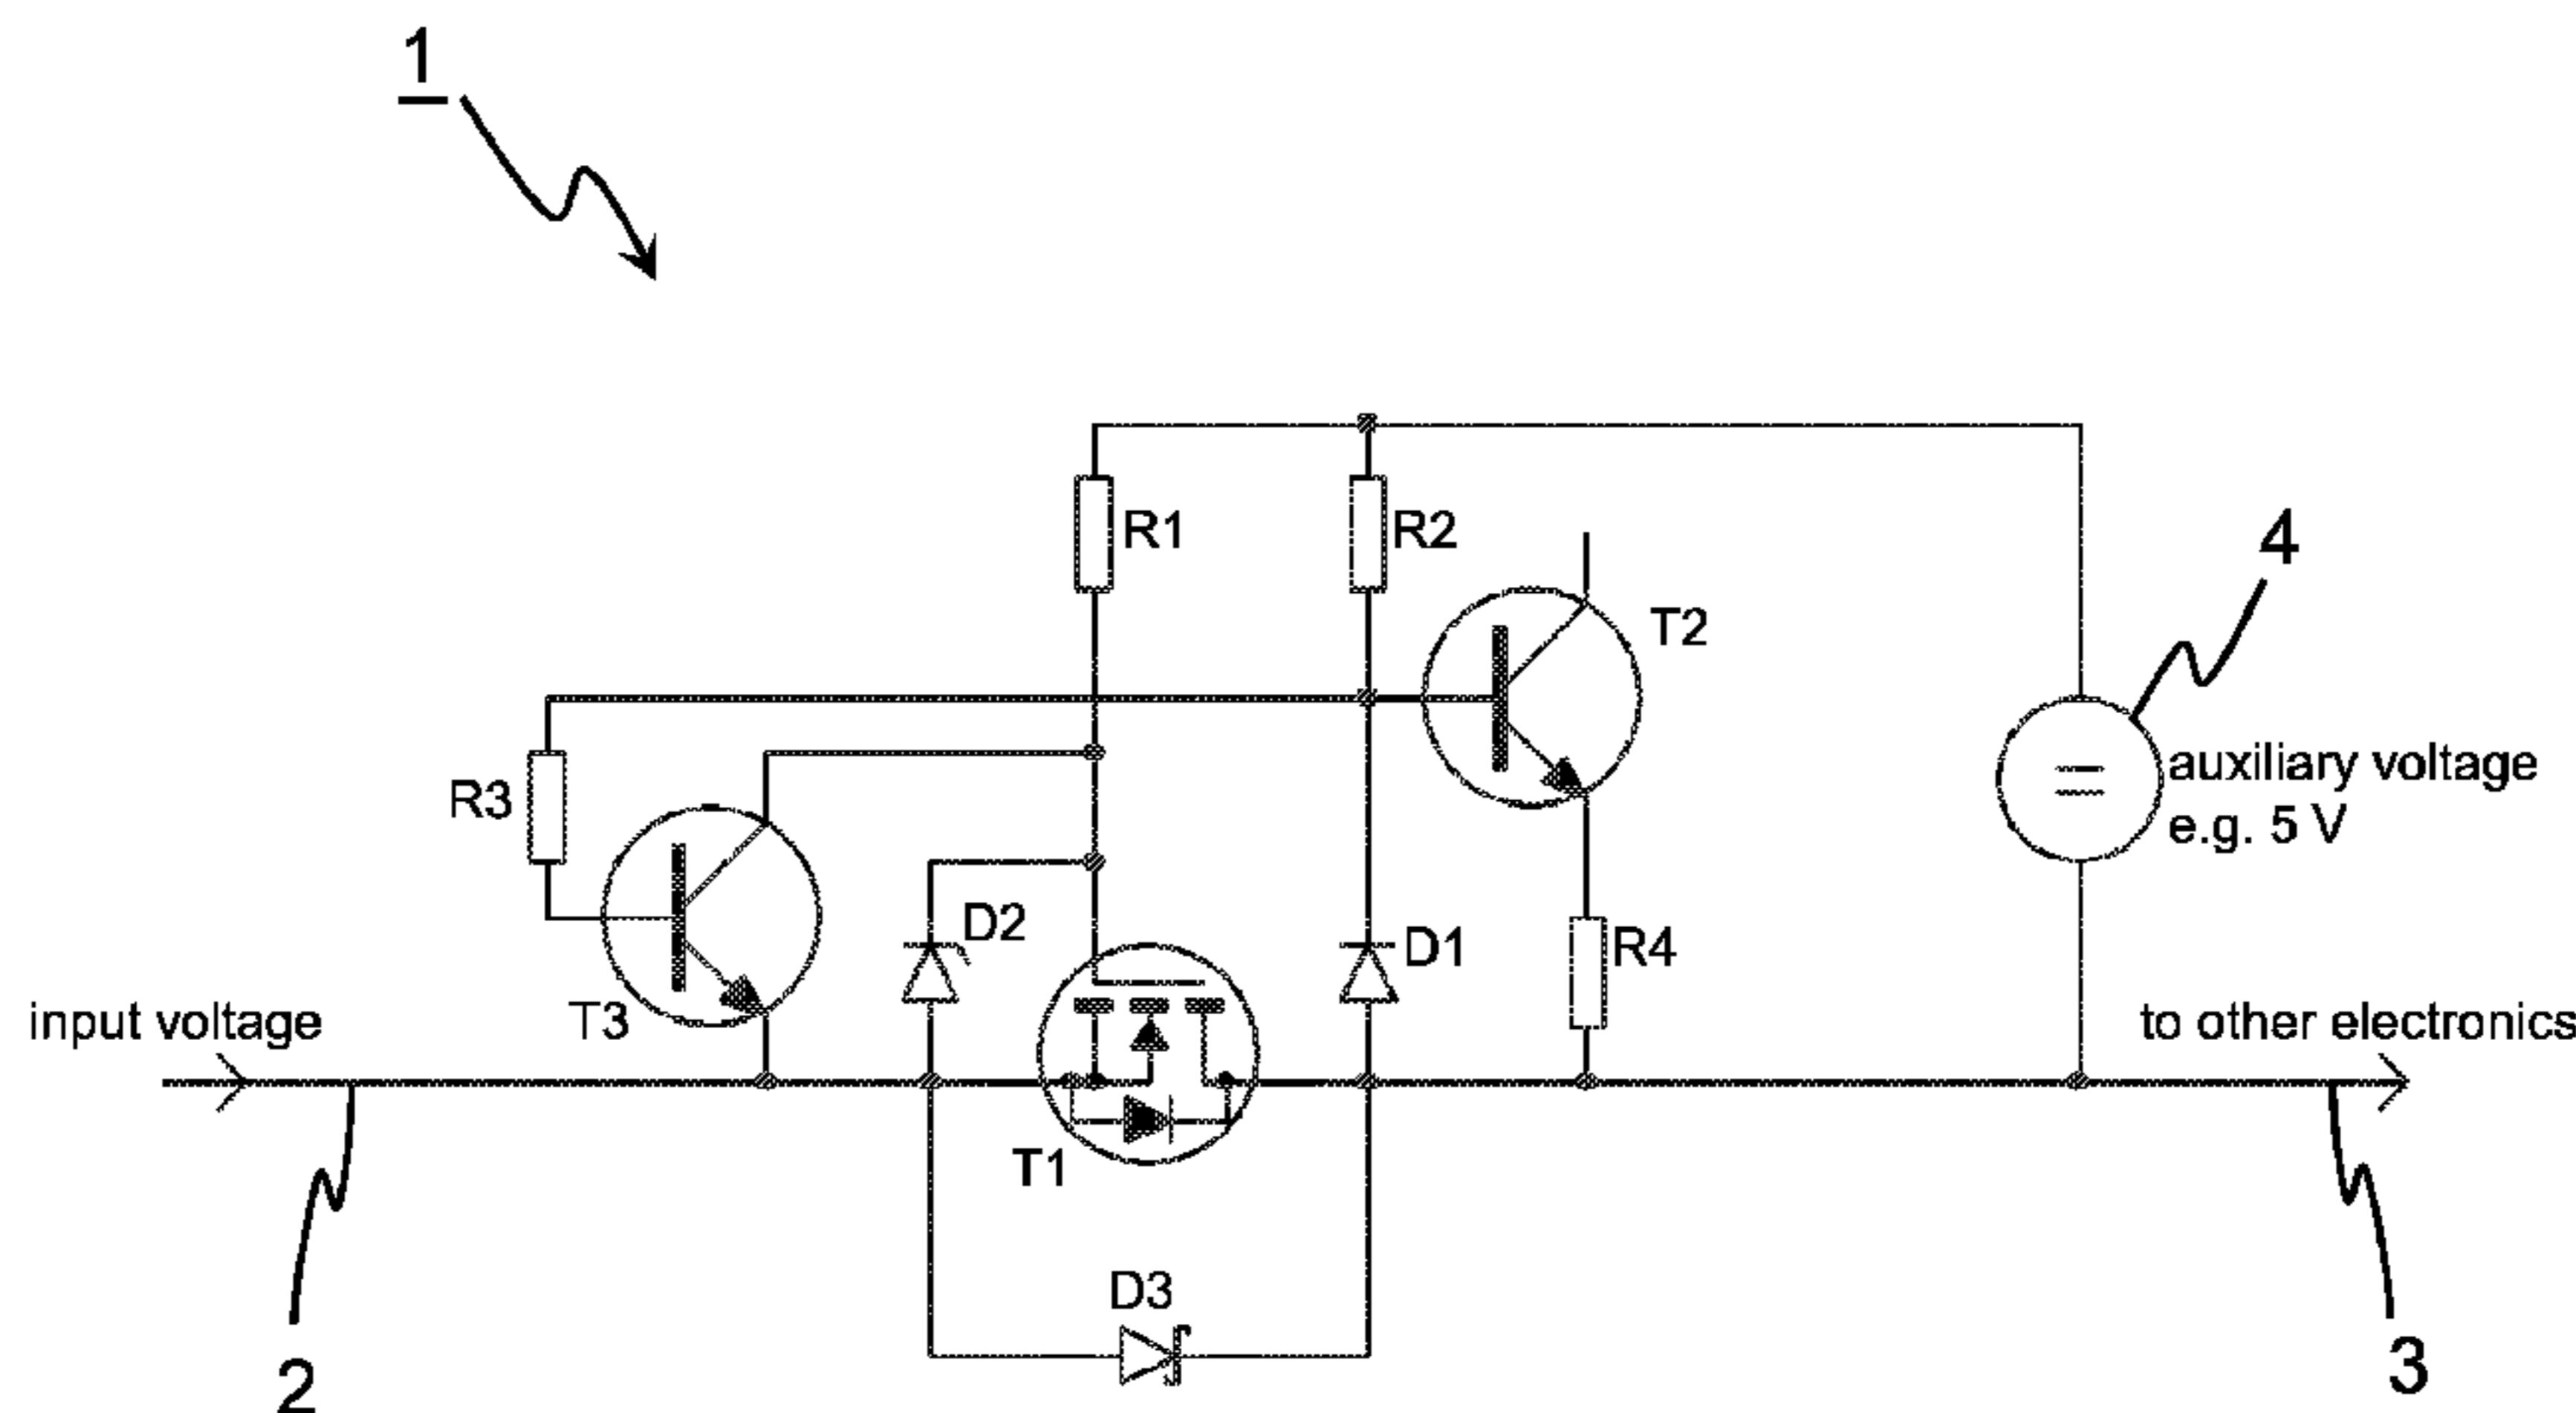 1
R1
R2
4
T2
auxiliary voltage
e.g. 5 V
R3
D2
D1
R4
T3
input voltage
to other electronics
T1
D3
2
3